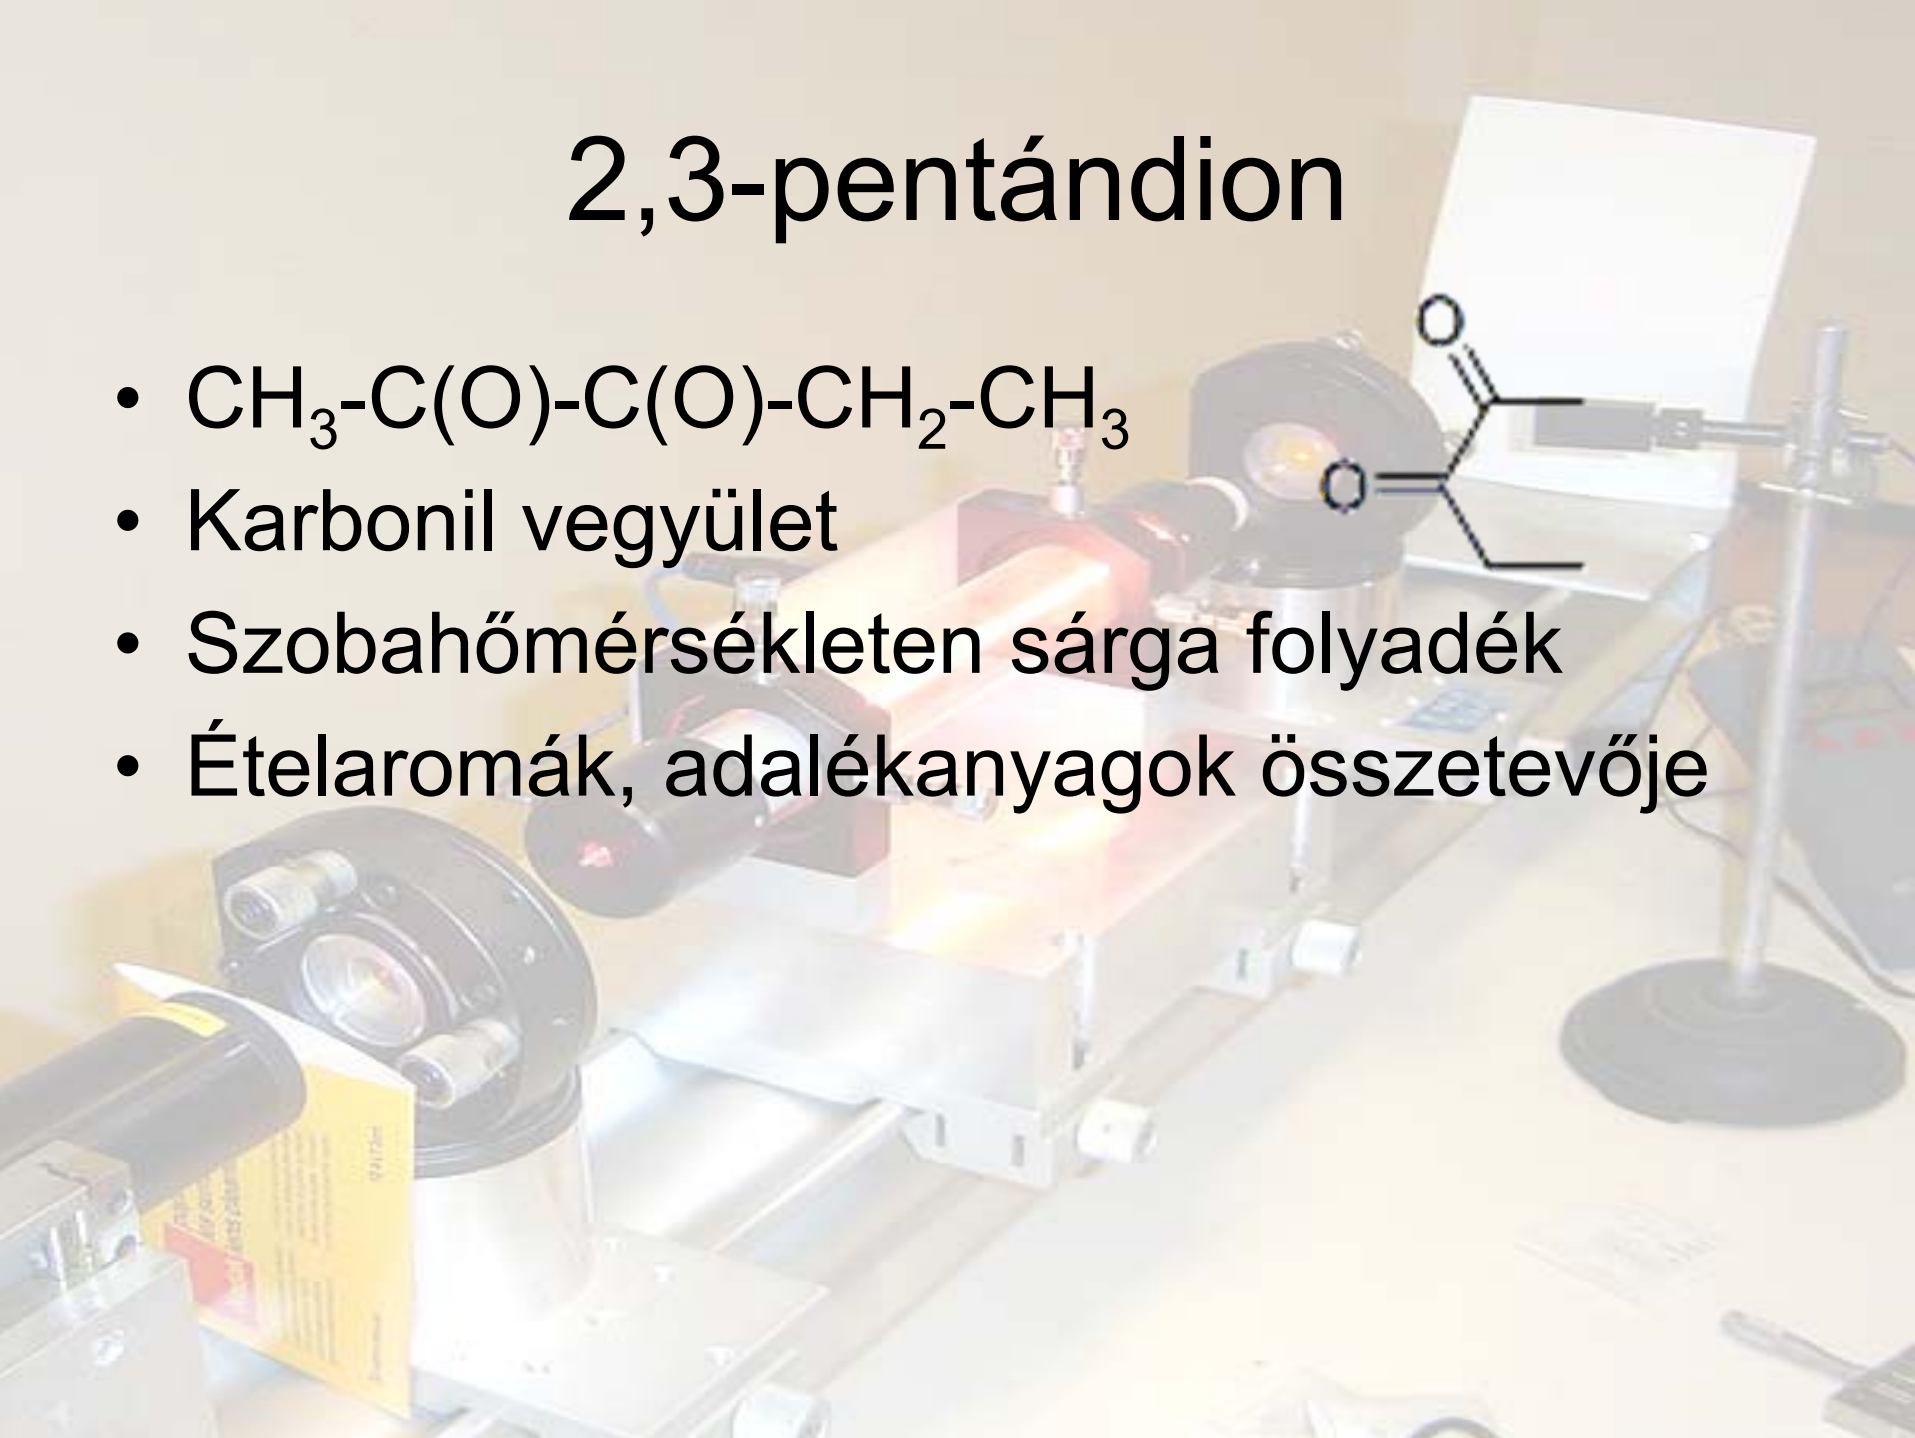 2,3-pentándion
• CH₃-C(O)-C(O)-CH₂-CH₃
O
• Karbonil vegyület
O
• Szobahőmérsékleten sárga folyadék
• Ételaromák, adalékanyagok összetevője